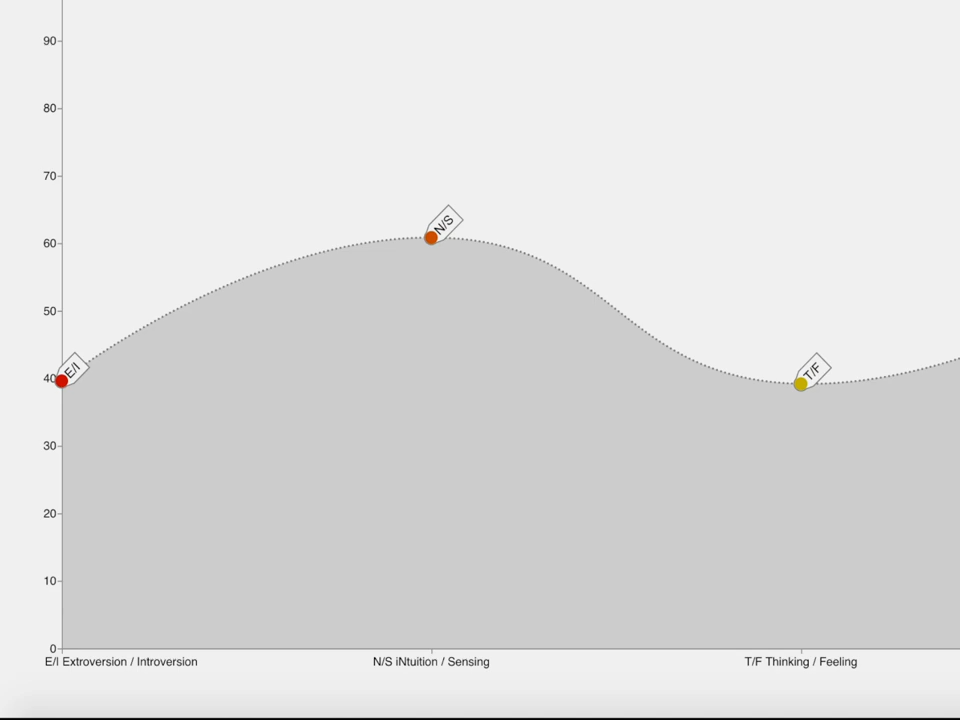 90
80
70
N/S
60
50
E/I
T/F
40
30
20
10
0
E/I Extroversion / Introversion
N/S iNtuition / Sensing
T/F Thinking / Feeling